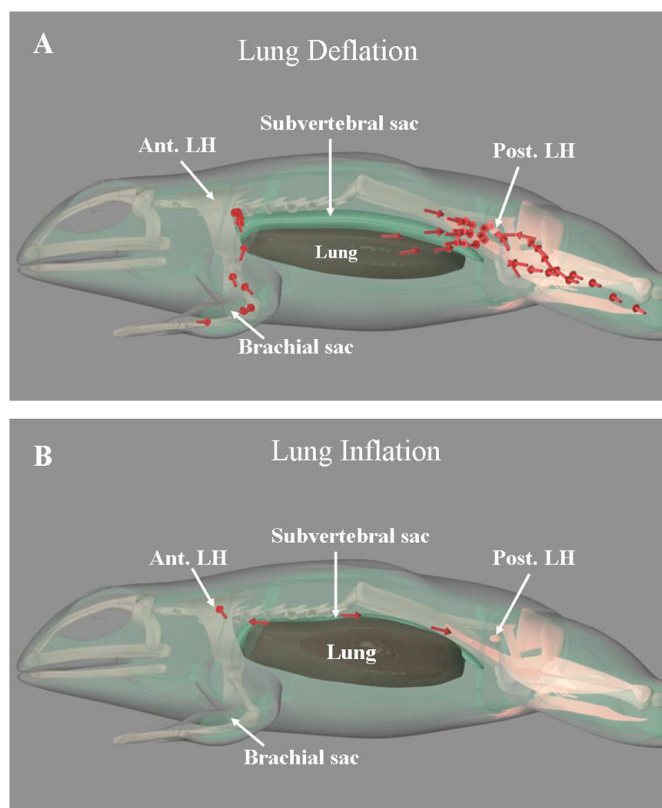 A
Lung Deflation
Subvertebral sac
Ant. LH
Post. LH
Lung
Brachial sac
B
Lung Inflation
Subvertebral sac
Ant. LH
Post. LH
Lung
Brachial sac